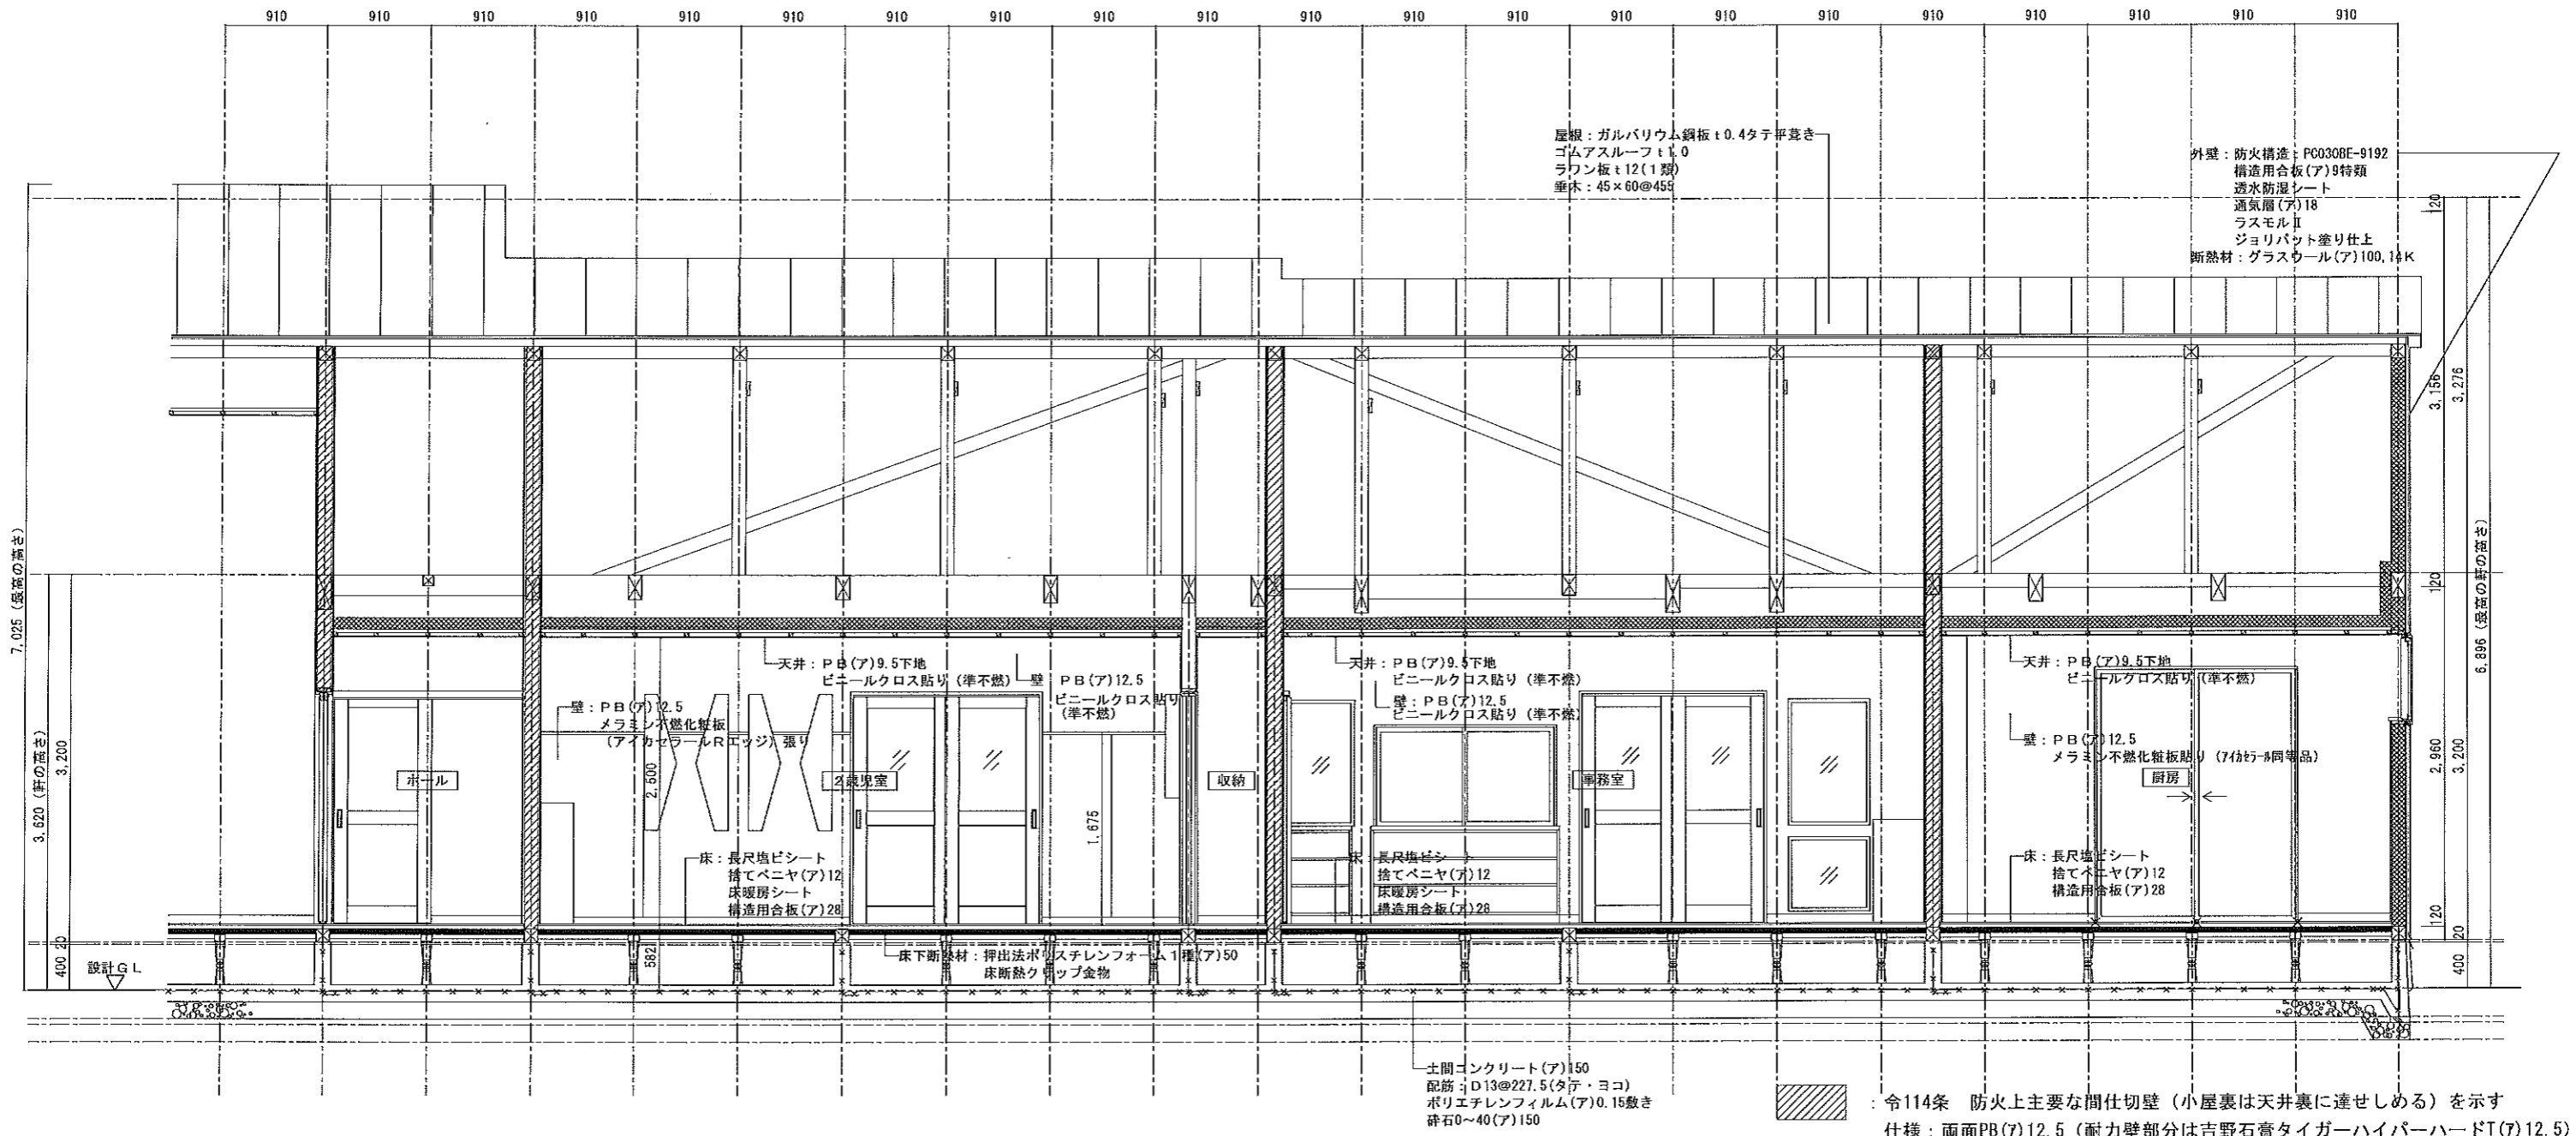 910 910 910 910 910 910 910 910 910 910 910 910 910 910 910 910 910 910 910 910 910
屋根：ガルバリウム鋼板ｔ0.4タテ平葺き
ゴムアスルーフｔ1.0
ラワン板ｔ12(１類)
垂木：45×60@455
外壁：防火構造：PC030BE-9192
構造用合板(ア)9特類
透水防湿シート
通気層(ア)18
ラスモルⅡ
ジョリパット塗り仕上
断熱材：グラスウール(ア)100,14K
120
3,156
3,276
7,025（最高の高さ）
3,620（軒の高さ）
3,200
400 20
設計ＧＬ
120
6,896（最高の軒の高さ）
2,960
3,200
120
20
400
天井：ＰＢ(ア)9.5下地
ビニールクロス貼り（準不燃）
壁 ＰＢ(ア)12.5
ビニールクロス貼り
（準不燃）
壁：ＰＢ(ア)12.5
メラミン不燃化粧板
（アイカセラールＲエッジ）張り
天井：ＰＢ(ア)9.5下地
ビニールクロス貼り（準不燃）
壁：ＰＢ(ア)12.5
ビニールクロス貼り（準不燃）
天井：ＰＢ(ア)9.5下地
ビニールクロス貼り（準不燃）
壁：ＰＢ(ア)12.5
メラミン不燃化粧板貼り（ｱｲｶｾﾗｰﾙ同等品）
ホール
2,500
２歳児室
収納
事務室
厨房
1,675
床：長尺塩ビシート
捨てベニヤ(ア)12
床暖房シート
構造用合板(ア)28
床：長尺塩ビシート
捨てベニヤ(ア)12
床暖房シート
構造用合板(ア)28
床：長尺塩ビシート
捨てベニヤ(ア)12
構造用合板(ア)28
582
床下断熱材：押出法ポリスチレンフォーム１種(ア)50
床断熱クリップ金物
土間コンクリート(ア)150
配筋：Ｄ13@227.5(タテ・ヨコ)
ポリエチレンフィルム(ア)0.15敷き
砕石0～40(ア)150
：令114条　防火上主要な間仕切壁（小屋裏は天井裏に達せしめる）を示す
仕様：両面PB(ｱ)12.5（耐力壁部分は吉野石膏タイガーハイパーハードT(ｱ)12.5）